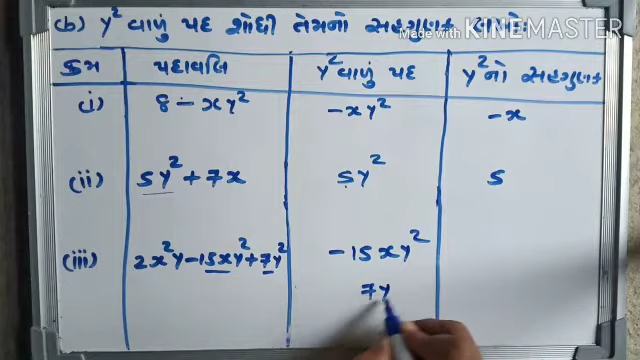 (b) y² વાળું પદ શોધી તેમનો સહગુણક
Made with KINEMASTER
ક્રમ પદાવલિ y² વાળું પદ y² નો સહગુણક
(i) 8 - xy² -xy² -x
(ii) 5y² + 7x 5y² 5
(iii) 2x²y - 15xy² + 7y² -15xy²
7y